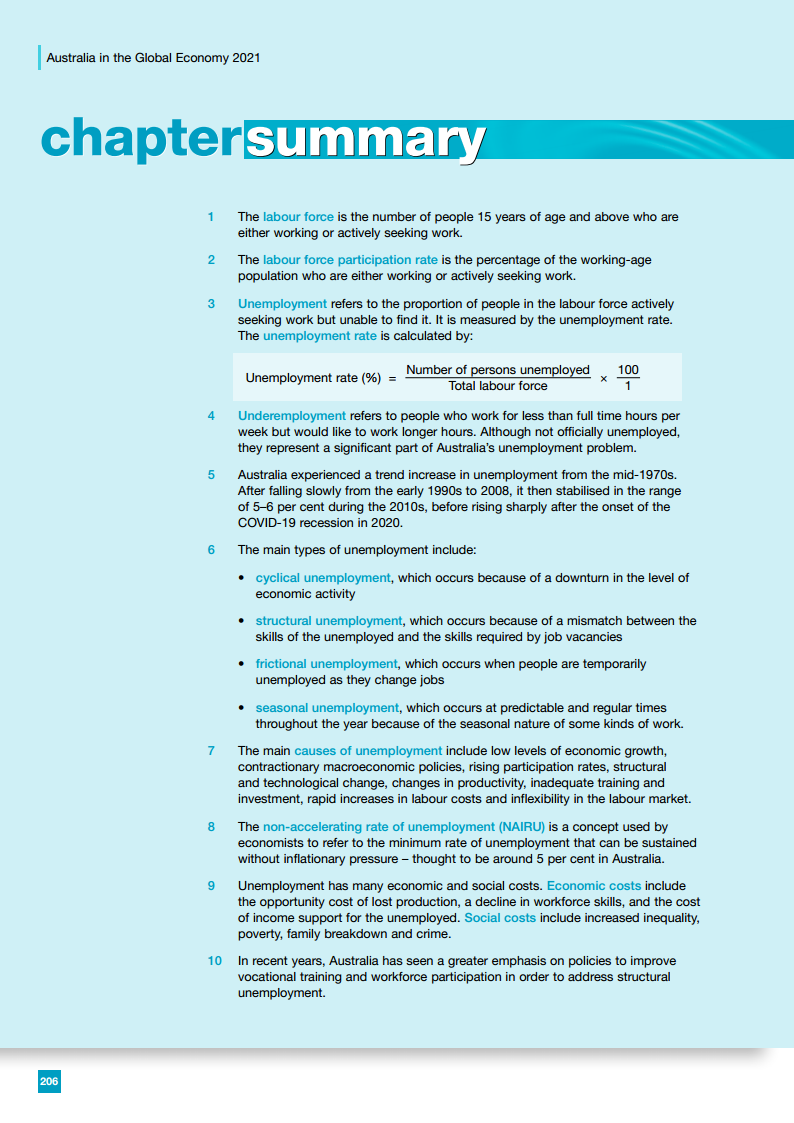 Australia in the Global Economy 2021
chapter summary
1 The labour force is the number of people 15 years of age and above who are
either working or actively seeking work.
2 The labour force participation rate is the percentage of the working-age
population who are either working or actively seeking work.
3 Unemployment refers to the proportion of people in the labour force actively
seeking work but unable to find it. It is measured by the unemployment rate.
The unemployment rate is calculated by:
Unemployment rate (%) = Number of persons unemployed / Total labour force × 100 / 1
4 Underemployment refers to people who work for less than full time hours per
week but would like to work longer hours. Although not officially unemployed,
they represent a significant part of Australia's unemployment problem.
5 Australia experienced a trend increase in unemployment from the mid-1970s.
After falling slowly from the early 1990s to 2008, it then stabilised in the range
of 5–6 per cent during the 2010s, before rising sharply after the onset of the
COVID-19 recession in 2020.
6 The main types of unemployment include:
• cyclical unemployment, which occurs because of a downturn in the level of
economic activity
• structural unemployment, which occurs because of a mismatch between the
skills of the unemployed and the skills required by job vacancies
• frictional unemployment, which occurs when people are temporarily
unemployed as they change jobs
• seasonal unemployment, which occurs at predictable and regular times
throughout the year because of the seasonal nature of some kinds of work.
7 The main causes of unemployment include low levels of economic growth,
contractionary macroeconomic policies, rising participation rates, structural
and technological change, changes in productivity, inadequate training and
investment, rapid increases in labour costs and inflexibility in the labour market.
8 The non-accelerating rate of unemployment (NAIRU) is a concept used by
economists to refer to the minimum rate of unemployment that can be sustained
without inflationary pressure – thought to be around 5 per cent in Australia.
9 Unemployment has many economic and social costs. Economic costs include
the opportunity cost of lost production, a decline in workforce skills, and the cost
of income support for the unemployed. Social costs include increased inequality,
poverty, family breakdown and crime.
10 In recent years, Australia has seen a greater emphasis on policies to improve
vocational training and workforce participation in order to address structural
unemployment.
206